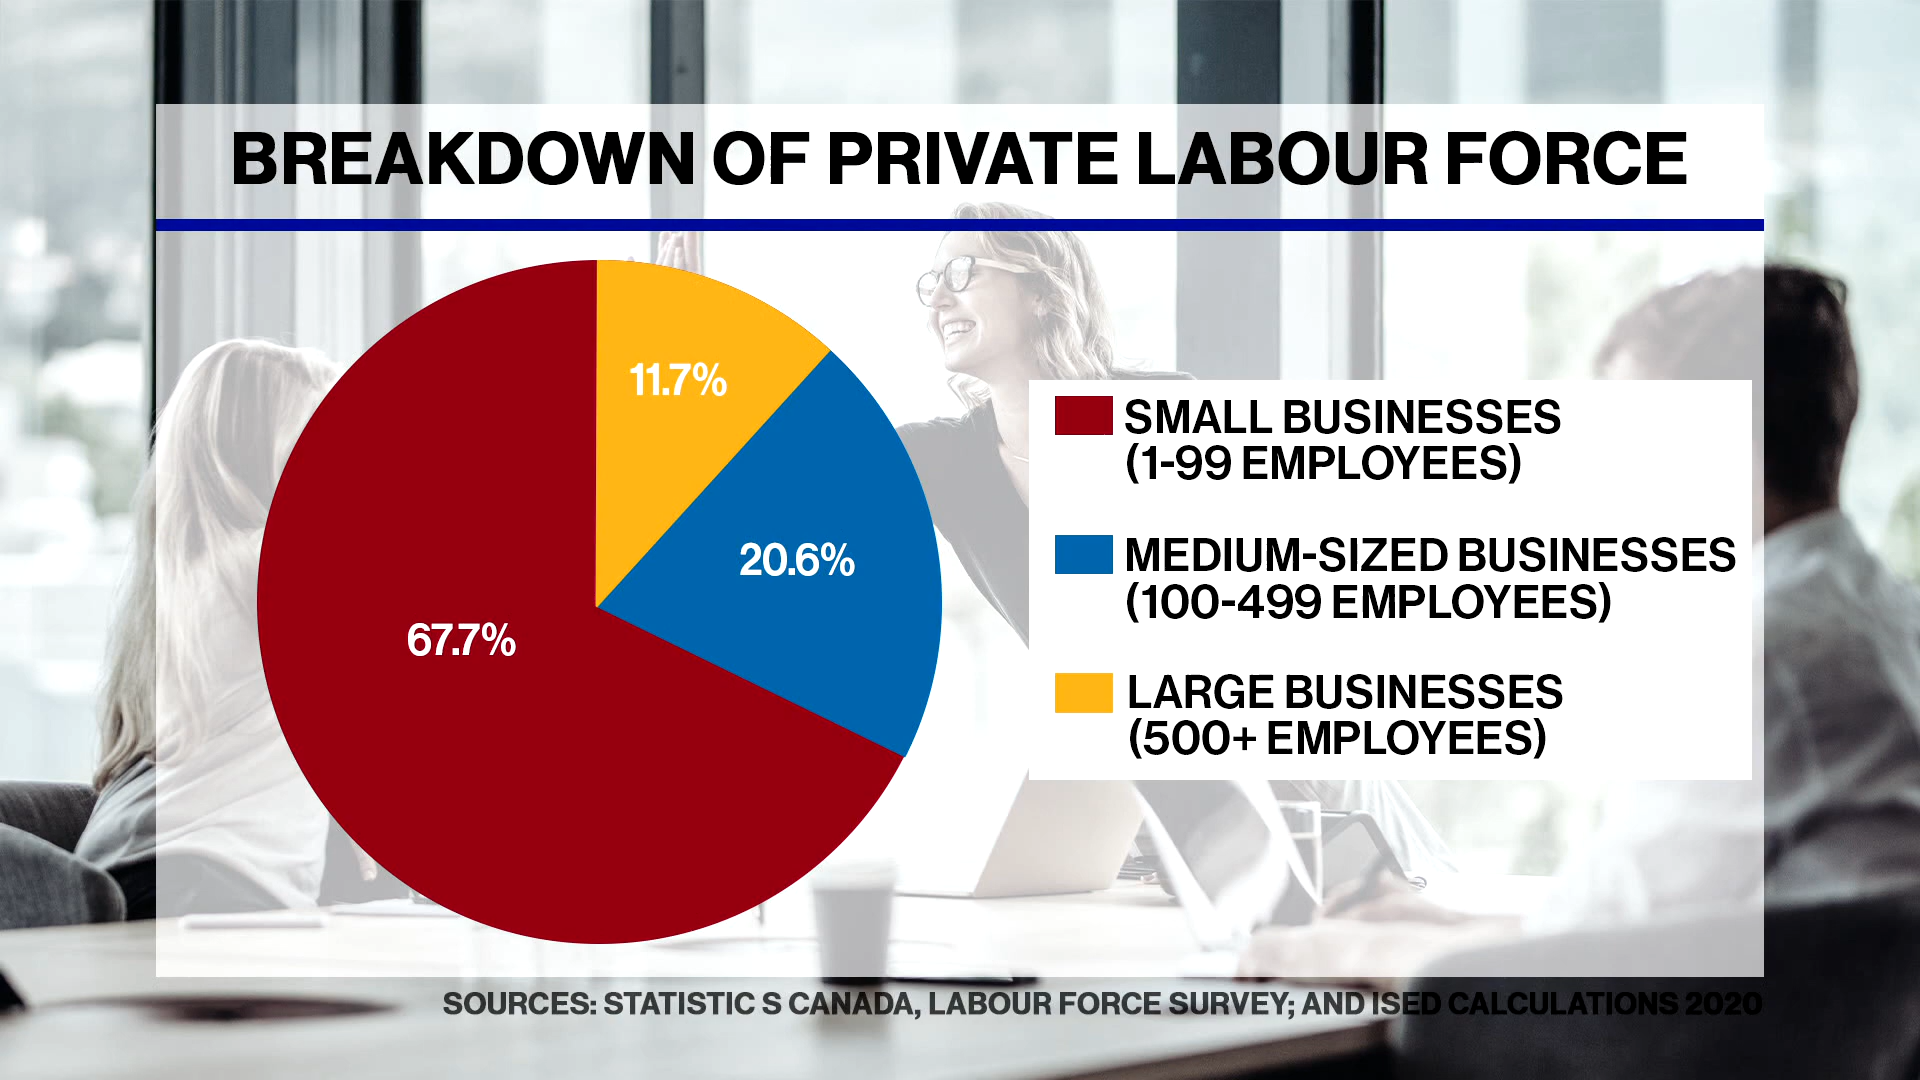 BREAKDOWN OF PRIVATE LABOUR FORCE
11.7%
20.6%
67.7%
SMALL BUSINESSES
(1-99 EMPLOYEES)
MEDIUM-SIZED BUSINESSES
(100-499 EMPLOYEES)
LARGE BUSINESSES
(500+ EMPLOYEES)
SOURCES: STATISTIC S CANADA, LABOUR FORCE SURVEY; AND ISED CALCULATIONS 2020